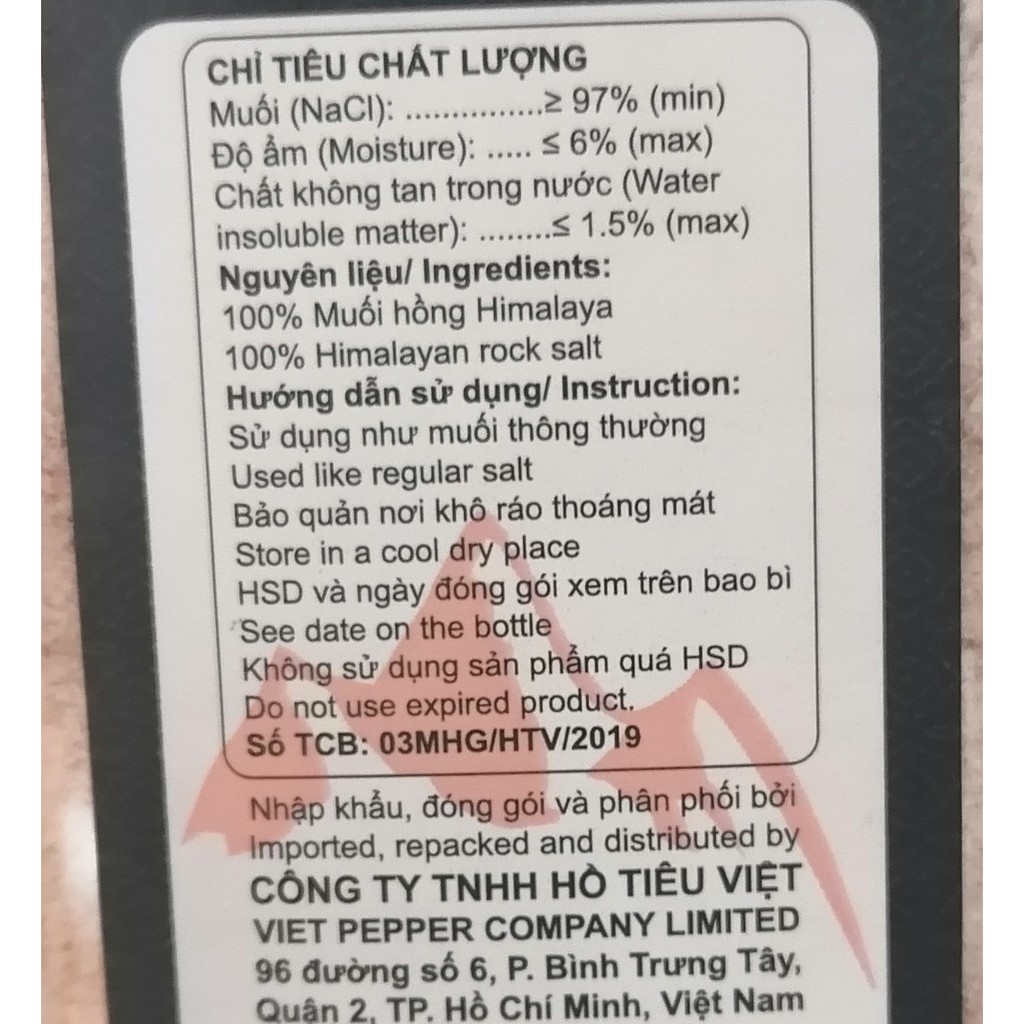 CHỈ TIÊU CHẤT LƯỢNG
Muối (NaCl): ................≥ 97% (min)
Độ ẩm (Moisture): ..... ≤ 6% (max)
Chất không tan trong nước (Water
insoluble matter): ........≤ 1.5% (max)
Nguyên liệu/ Ingredients:
100% Muối hồng Himalaya
100% Himalayan rock salt
Hướng dẫn sử dụng/ Instruction:
Sử dụng như muối thông thường
Used like regular salt
Bảo quản nơi khô ráo thoáng mát
Store in a cool dry place
HSD và ngày đóng gói xem trên bao bì
See date on the bottle
Không sử dụng sản phẩm quá HSD
Do not use expired product.
Số TCB: 03MHG/HTV/2019
Nhập khẩu, đóng gói và phân phối bởi
Imported, repacked and distributed by
CÔNG TY TNHH HỒ TIÊU VIỆT
VIET PEPPER COMPANY LIMITED
96 đường số 6, P. Bình Trưng Tây,
Quận 2, TP. Hồ Chí Minh, Việt Nam